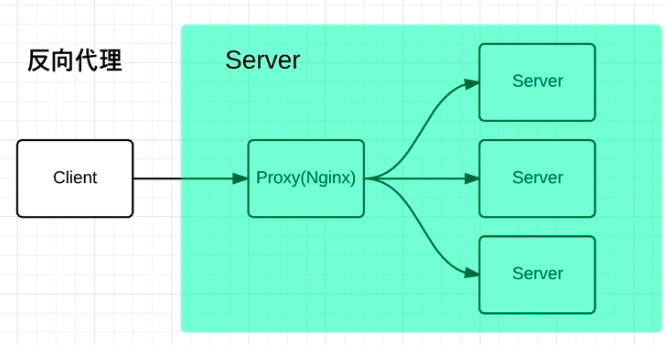 反向代理
Server
Server
Client
Proxy(Nginx)
Server
Server